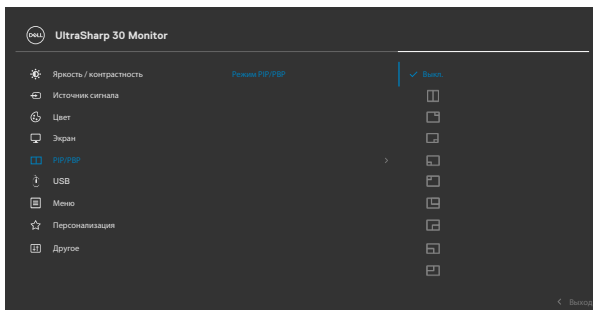 DELL UltraSharp 30 Monitor
Яркость / контрастность Режим PIP/PBP Выкл.
Источник сигнала
Цвет
Экран
PIP/PBP
USB
Меню
Персонализация
Другое
Выход